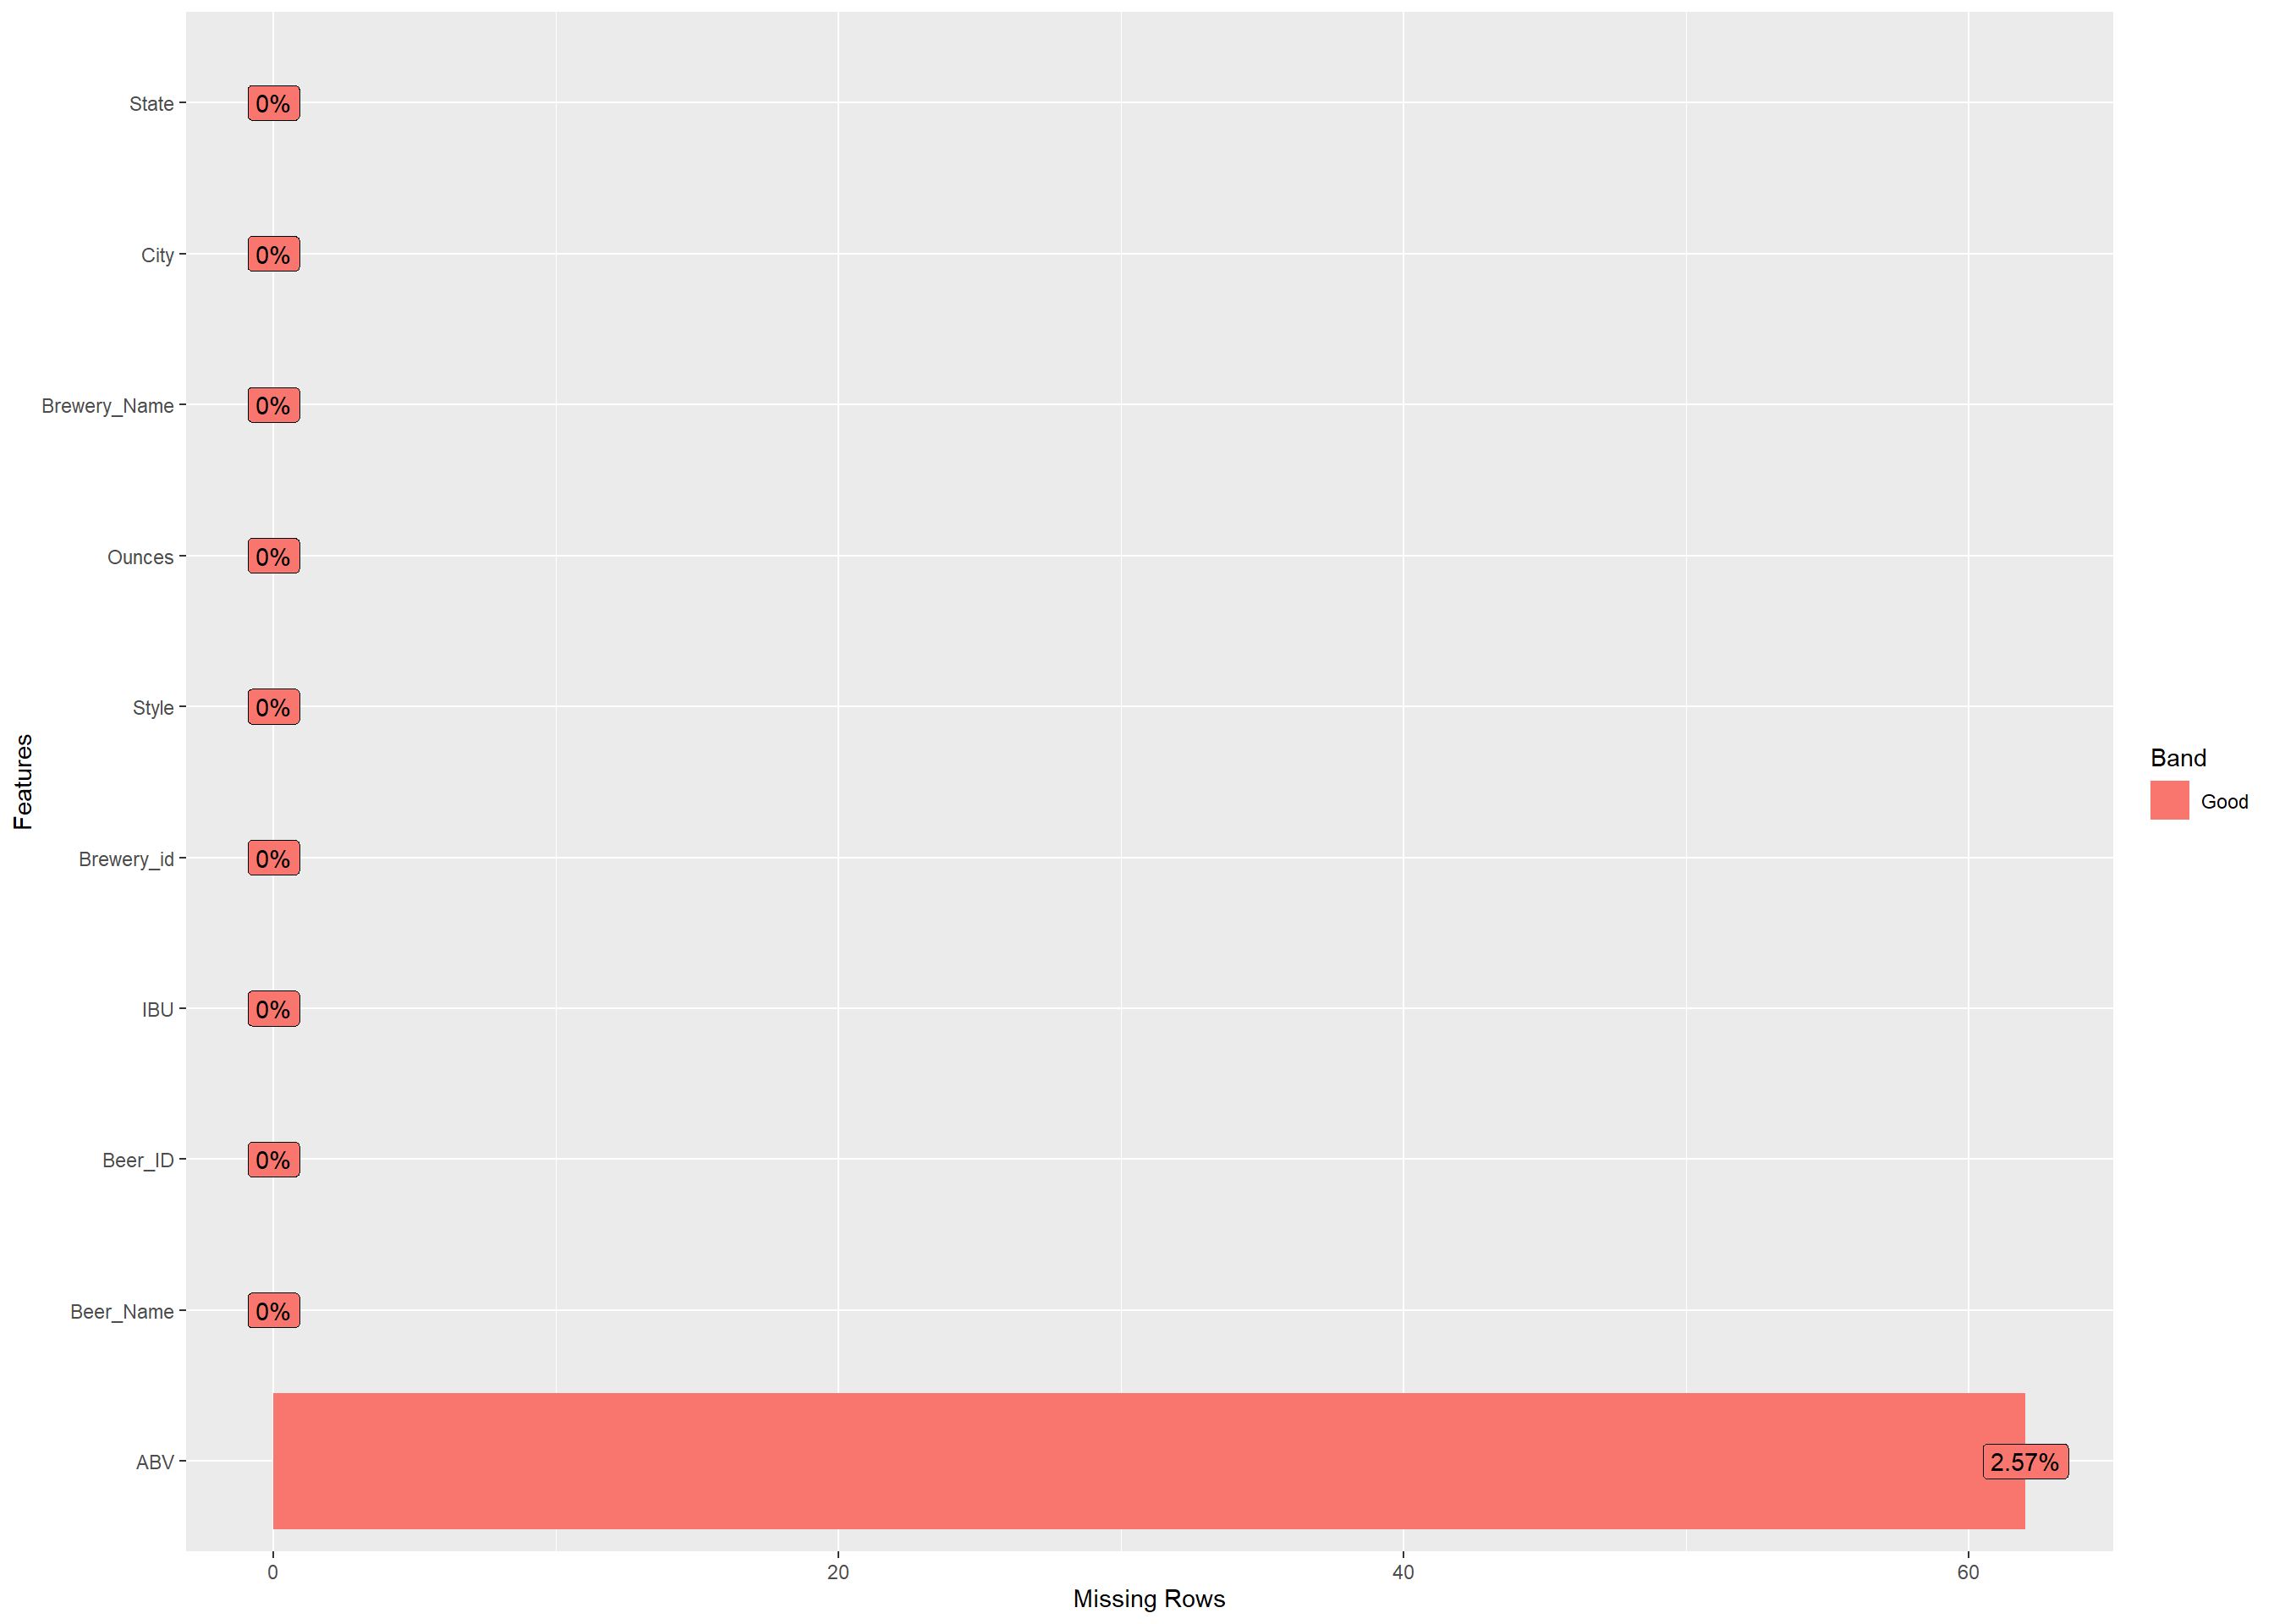 State
0%
City
0%
Brewery_Name
0%
Ounces
0%
Style
0%
Brewery_id
0%
IBU
0%
Beer_ID
0%
Beer_Name
0%
ABV
2.57%
0
20
40
60
Missing Rows
Features
Band
Good